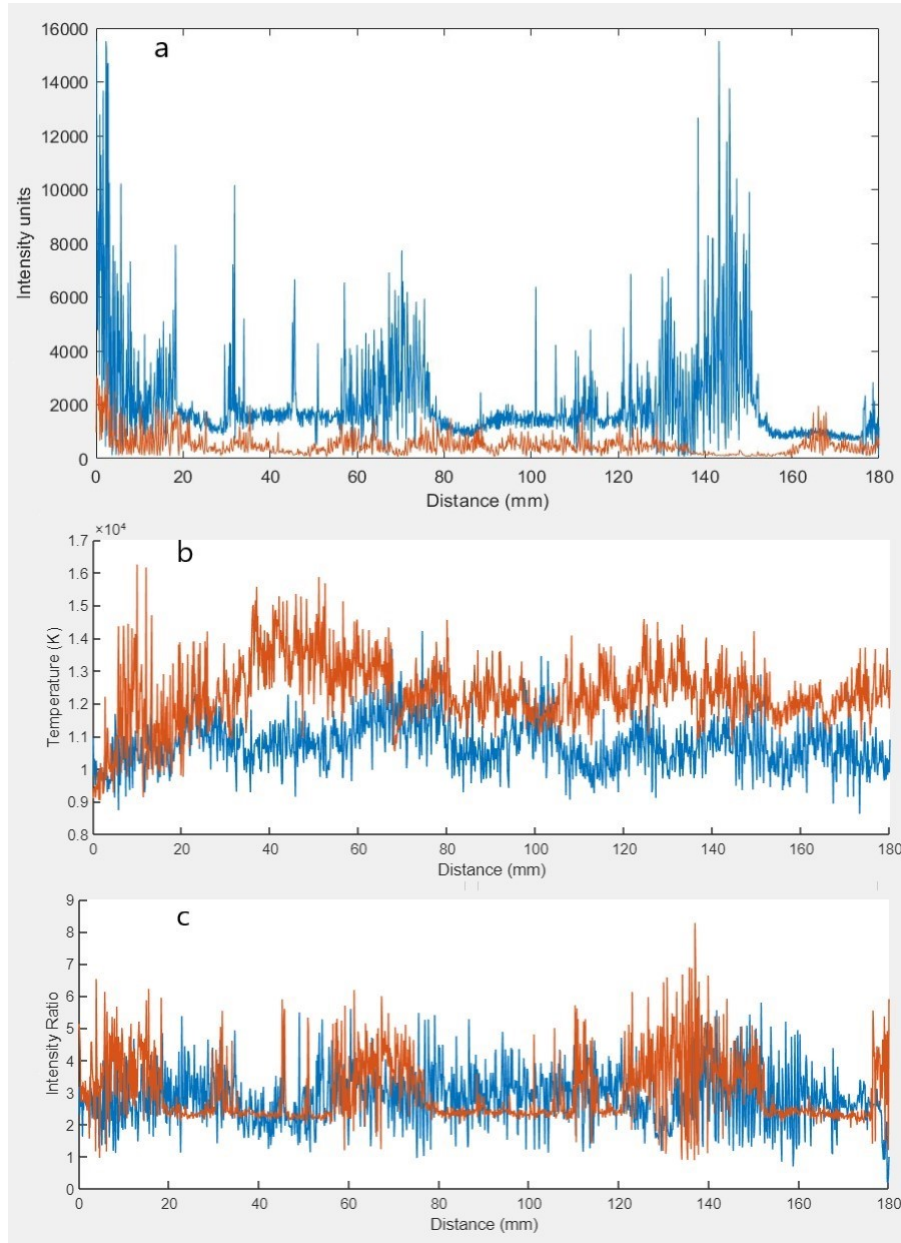 a
16000
14000
12000
10000
8000
6000
4000
2000
0
Intensity units
0 20 40 60 80 100 120 140 160 180
Distance (mm)
b
×10⁴
1.7
1.6
1.5
1.4
1.3
1.2
1.1
1
0.9
0.8
Temperature (K)
0 20 40 60 80 100 120 140 160 180
Distance (mm)
c
9
8
7
6
5
4
3
2
1
0
Intensity Ratio
0 20 40 60 80 100 120 140 160 180
Distance (mm)